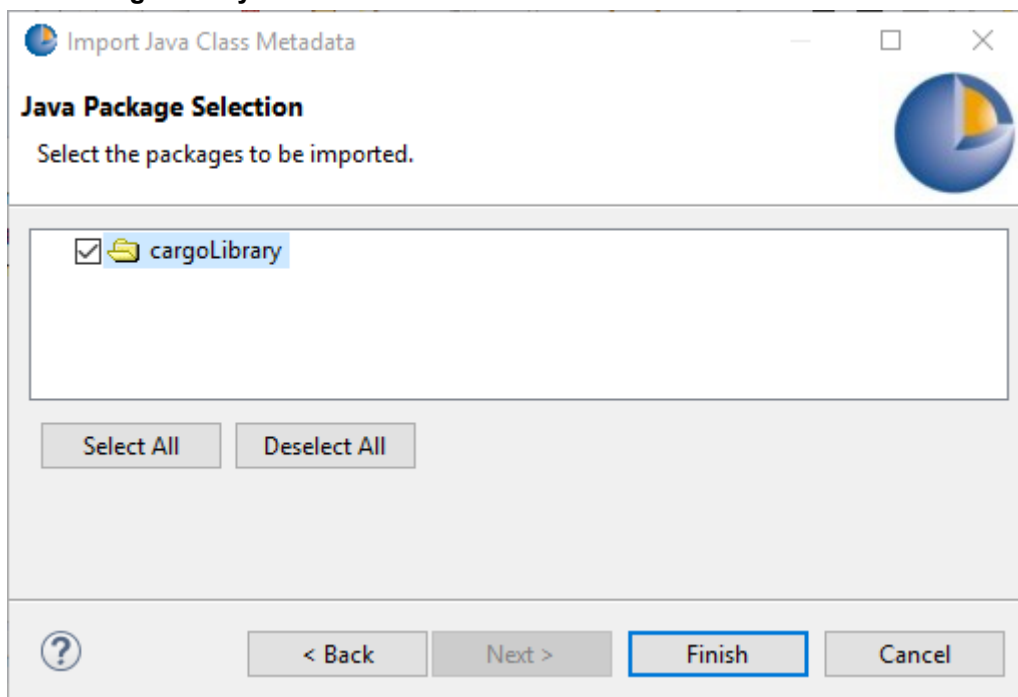 Import Java Class Metadata
Java Package Selection
Select the packages to be imported.
cargoLibrary
Select All Deselect All
? < Back Next > Finish Cancel